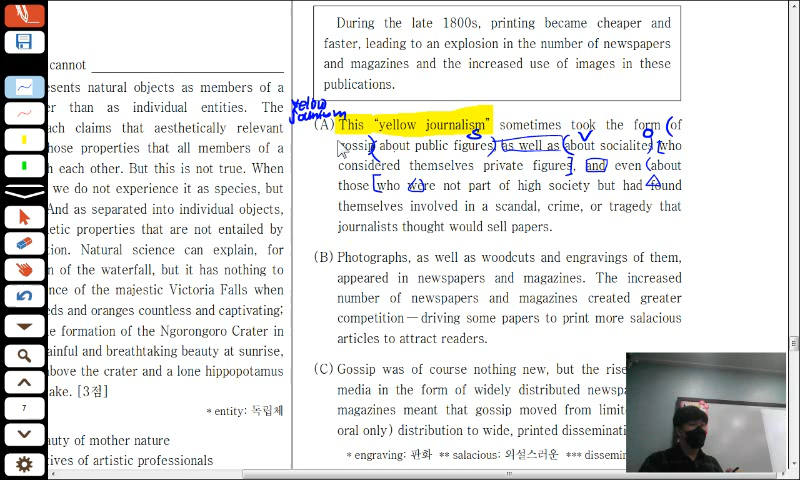 cannot
esents natural objects as members of a
er than as individual entities. The
ach claims that aesthetically relevant
hose properties that all members of a
h each other. But this is not true. When
we do not experience it as species, but
And as separated into individual objects,
etic properties that are not entailed by
ion. Natural science can explain, for
n of the waterfall, but it has nothing to
nce of the majestic Victoria Falls when
eds and oranges countless and captivating;
e formation of the Ngorongoro Crater in
ainful and breathtaking beauty at sunrise,
above the crater and a lone hippopotamus
ake. [3점]
* entity: 독립체
auty of mother nature
tives of artistic professionals
7
During the late 1800s, printing became cheaper and
faster, leading to an explosion in the number of newspapers
and magazines and the increased use of images in these
publications.
yellow
journalism
(A) This “yellow journalism” sometimes took the form of
S V O
gossip about public figures, as well as about socialites who
considered themselves private figures, and even about
those who were not part of high society but had found
themselves involved in a scandal, crime, or tragedy that
journalists thought would sell papers.
(B) Photographs, as well as woodcuts and engravings of them,
appeared in newspapers and magazines. The increased
number of newspapers and magazines created greater
competition — driving some papers to print more salacious
articles to attract readers.
(C) Gossip was of course nothing new, but the rise
media in the form of widely distributed newspa
magazines meant that gossip moved from limit
oral only) distribution to wide, printed disseminati
* engraving: 판화 ** salacious: 외설스러운 *** dissemin